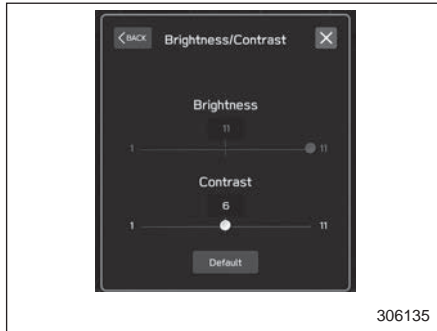 BACK Brightness/Contrast X
Brightness
11
1 11
Contrast
6
1 11
Default
306135